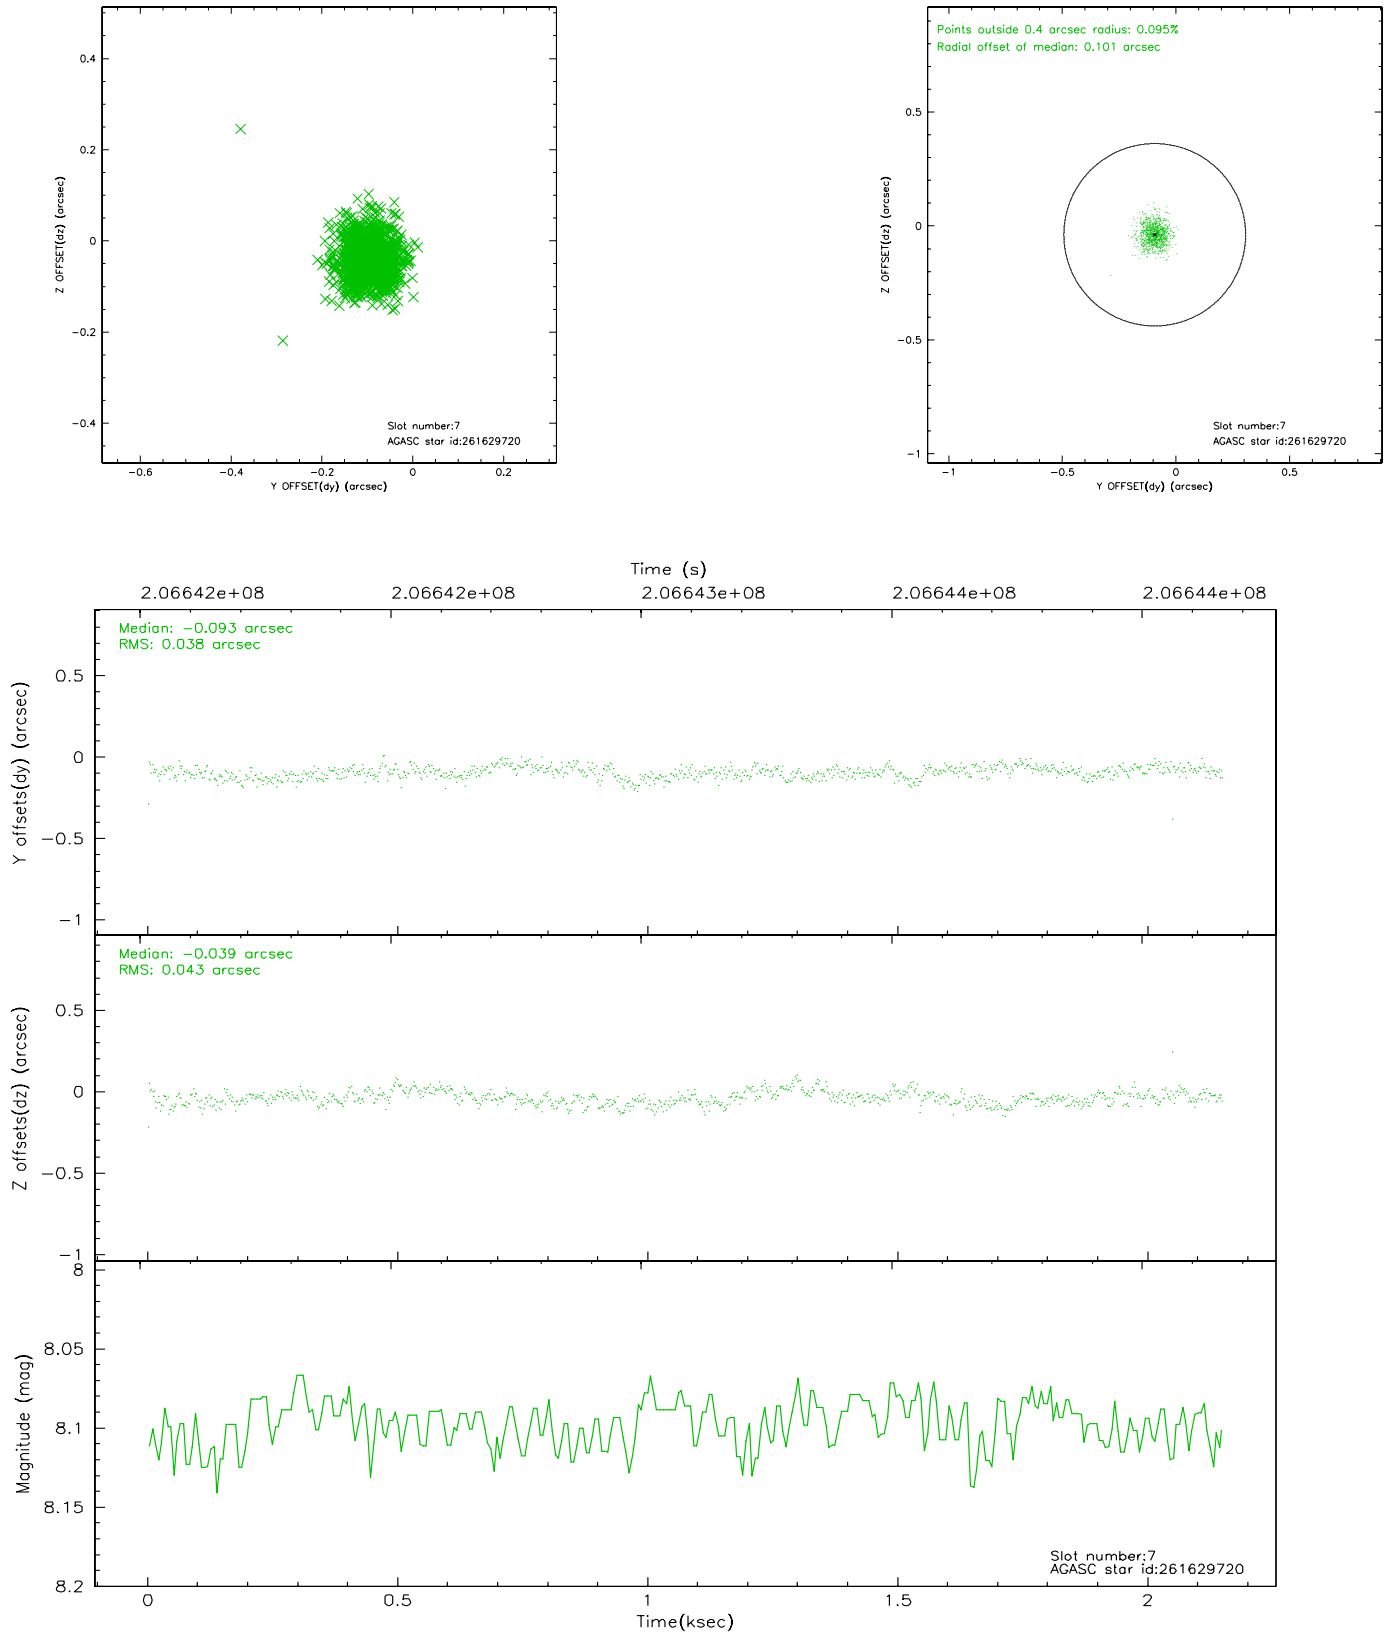 0.4
0.2
0
−0.2
−0.4
Z OFFSET(dz) (arcsec)
Slot number:7
AGASC star id:261629720
−0.6
−0.4
−0.2
0
0.2
Y OFFSET(dy) (arcsec)
Points outside 0.4 arcsec radius: 0.095%
Radial offset of median: 0.101 arcsec
0.5
0
−0.5
−1
Z OFFSET(dz) (arcsec)
Slot number:7
AGASC star id:261629720
−1
−0.5
0
0.5
Y OFFSET(dy) (arcsec)
Time (s)
2.06642e+08
2.06642e+08
2.06643e+08
2.06644e+08
2.06644e+08
Median: −0.093 arcsec
RMS: 0.038 arcsec
0.5
0
−0.5
−1
Y offsets(dy) (arcsec)
Median: −0.039 arcsec
RMS: 0.043 arcsec
0.5
0
−0.5
−1
Z offsets(dz) (arcsec)
8
8.05
8.1
8.15
8.2
Magnitude (mag)
Slot number:7
AGASC star id:261629720
0
0.5
1
1.5
2
Time(ksec)